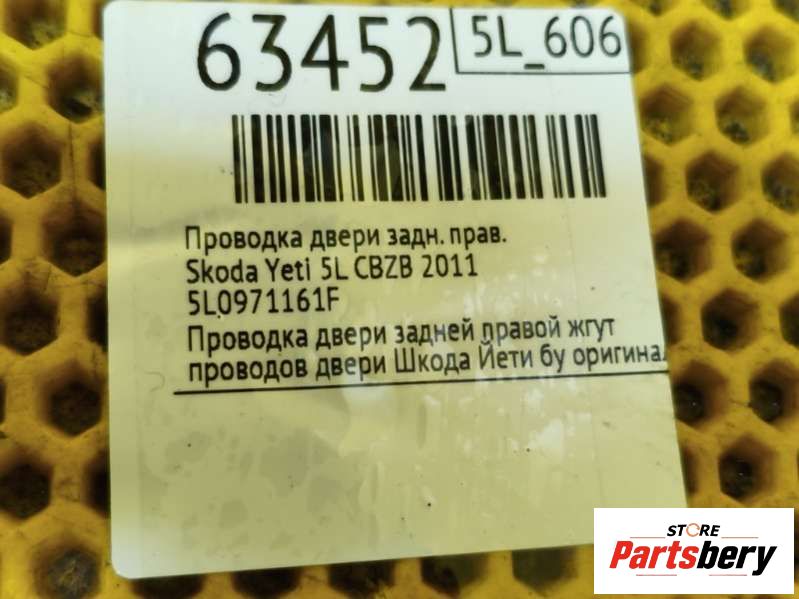 63452
5L_606
Проводка двери задн. прав.
Skoda Yeti 5L CBZB 2011
5L0971161F
Проводка двери задней правой жгут
проводов двери Шкода Йети бу оригинал
STORE
Partsbery